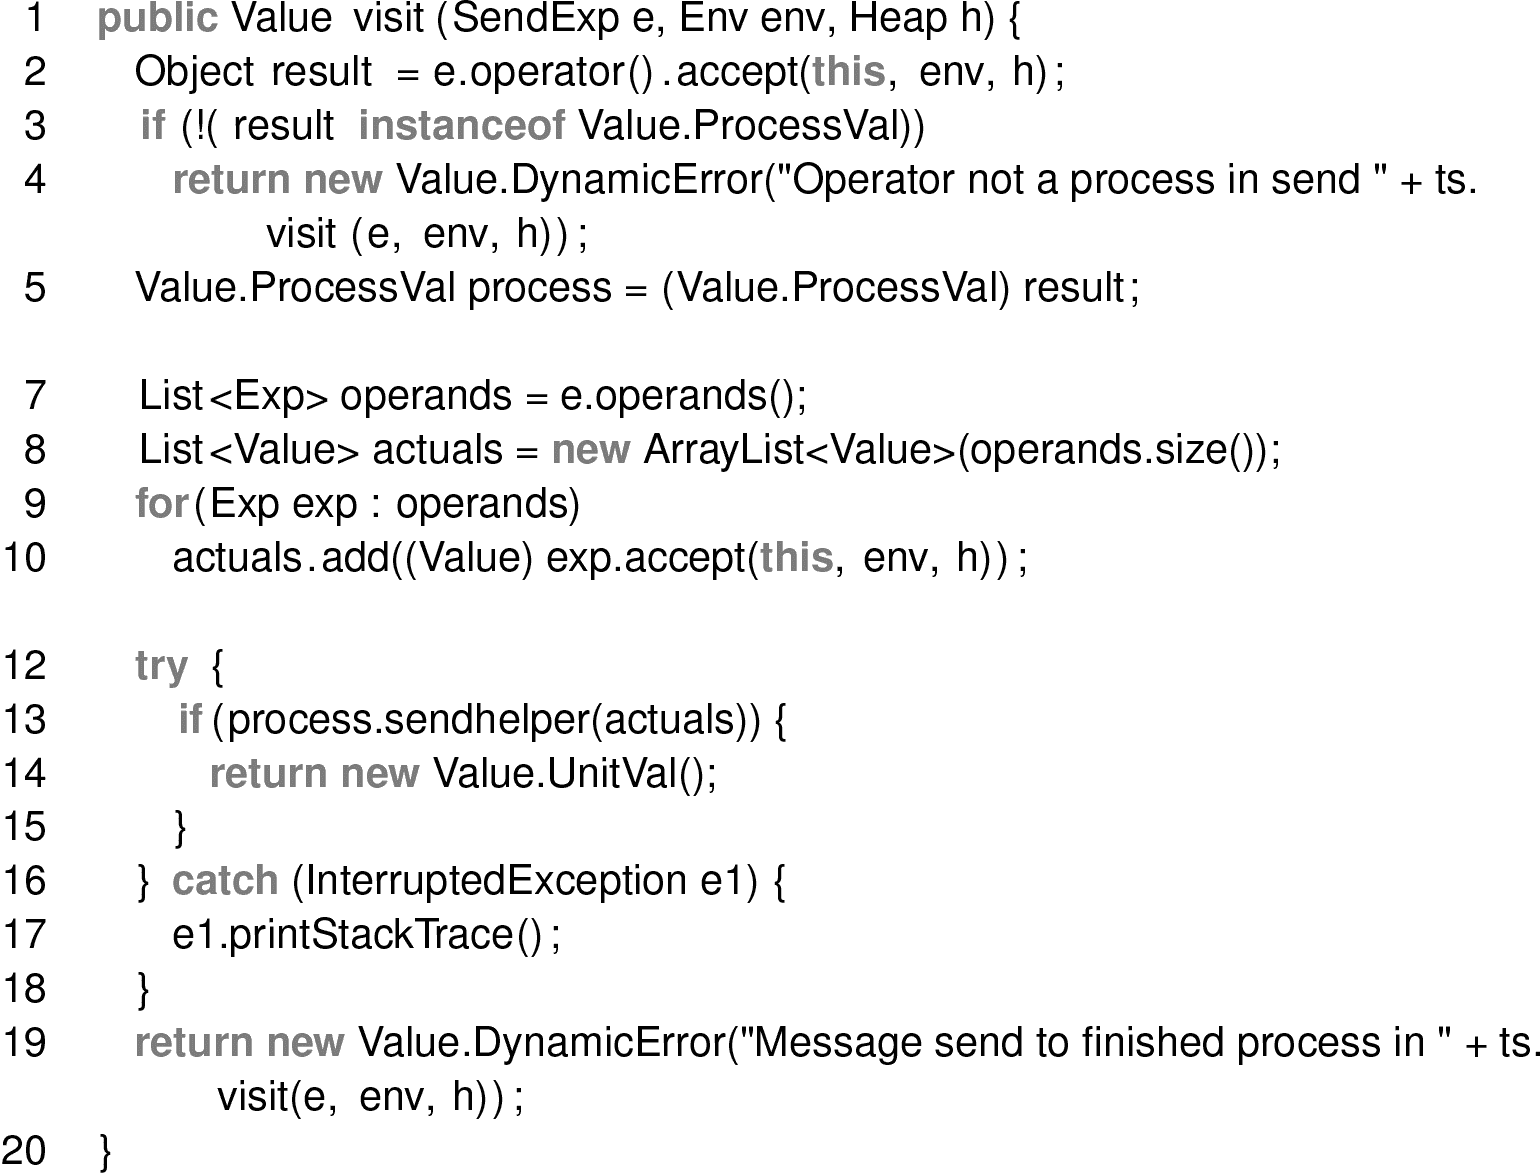 1 public Value visit (SendExp e, Env env, Heap h) {
2 Object result = e.operator().accept(this, env, h);
3 if (!( result instanceof Value.ProcessVal))
4 return new Value.DynamicError("Operator not a process in send " + ts.
visit (e, env, h));
5 Value.ProcessVal process = (Value.ProcessVal) result;
7 List<Exp> operands = e.operands();
8 List<Value> actuals = new ArrayList<Value>(operands.size());
9 for(Exp exp : operands)
10 actuals.add((Value) exp.accept(this, env, h));
12 try {
13 if(process.sendhelper(actuals)) {
14 return new Value.UnitVal();
15 }
16 } catch (InterruptedException e1) {
17 e1.printStackTrace();
18 }
19 return new Value.DynamicError("Message send to finished process in " + ts.
visit(e, env, h));
20 }